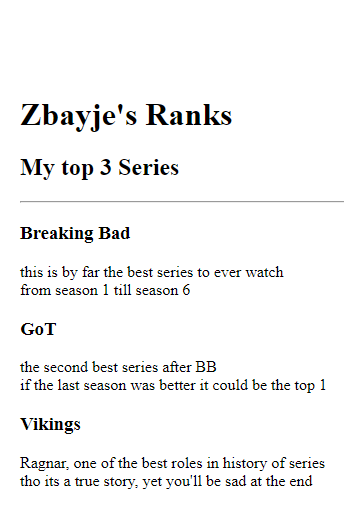 Zbayje's Ranks
My top 3 Series
Breaking Bad
this is by far the best series to ever watch
from season 1 till season 6
GoT
the second best series after BB
if the last season was better it could be the top 1
Vikings
Ragnar, one of the best roles in history of series
tho its a true story, yet you'll be sad at the end